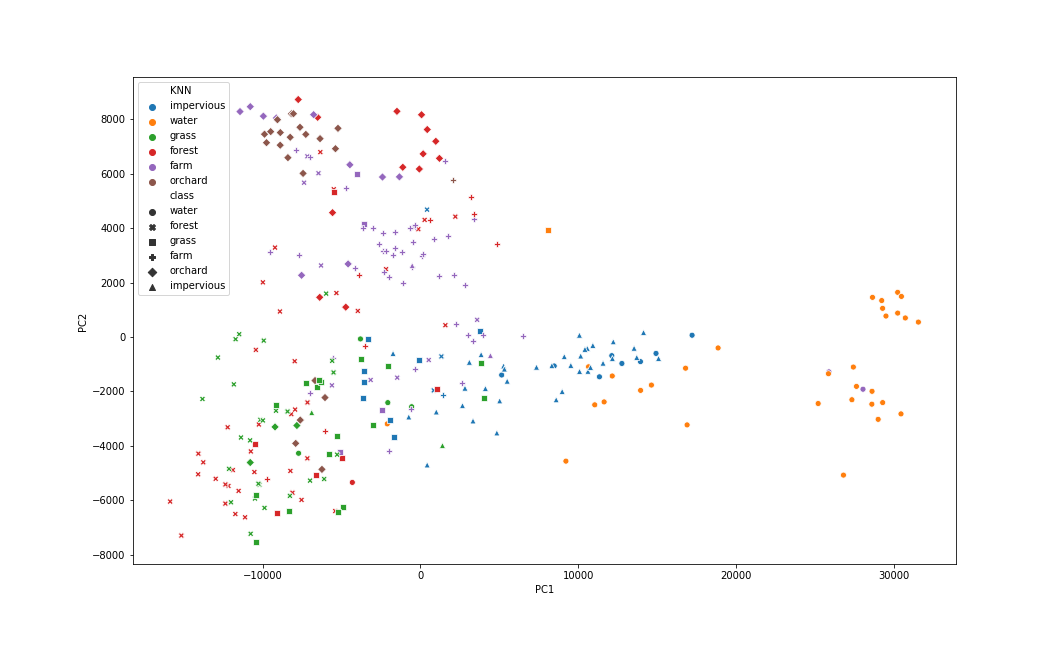 KNN
impervious
water
grass
forest
farm
orchard
class
water
forest
grass
farm
orchard
impervious
8000
6000
4000
2000
0
−2000
−4000
−6000
−8000
PC2
−10000 0 10000 20000 30000
PC1